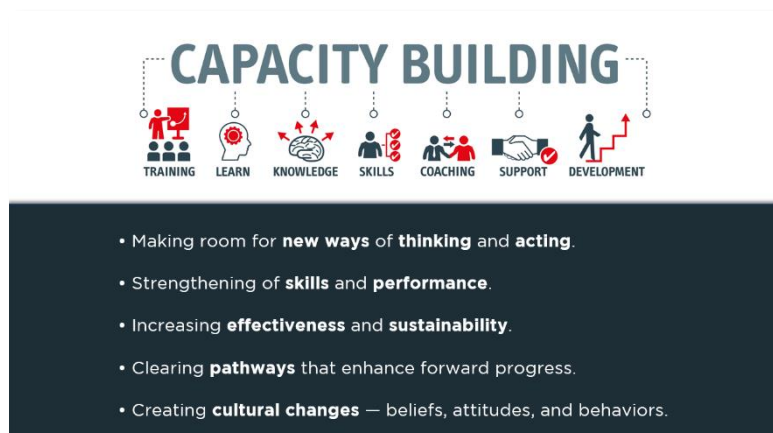 CAPACITY BUILDING
TRAINING LEARN KNOWLEDGE SKILLS COACHING SUPPORT DEVELOPMENT
• Making room for new ways of thinking and acting.
• Strengthening of skills and performance.
• Increasing effectiveness and sustainability.
• Clearing pathways that enhance forward progress.
• Creating cultural changes — beliefs, attitudes, and behaviors.